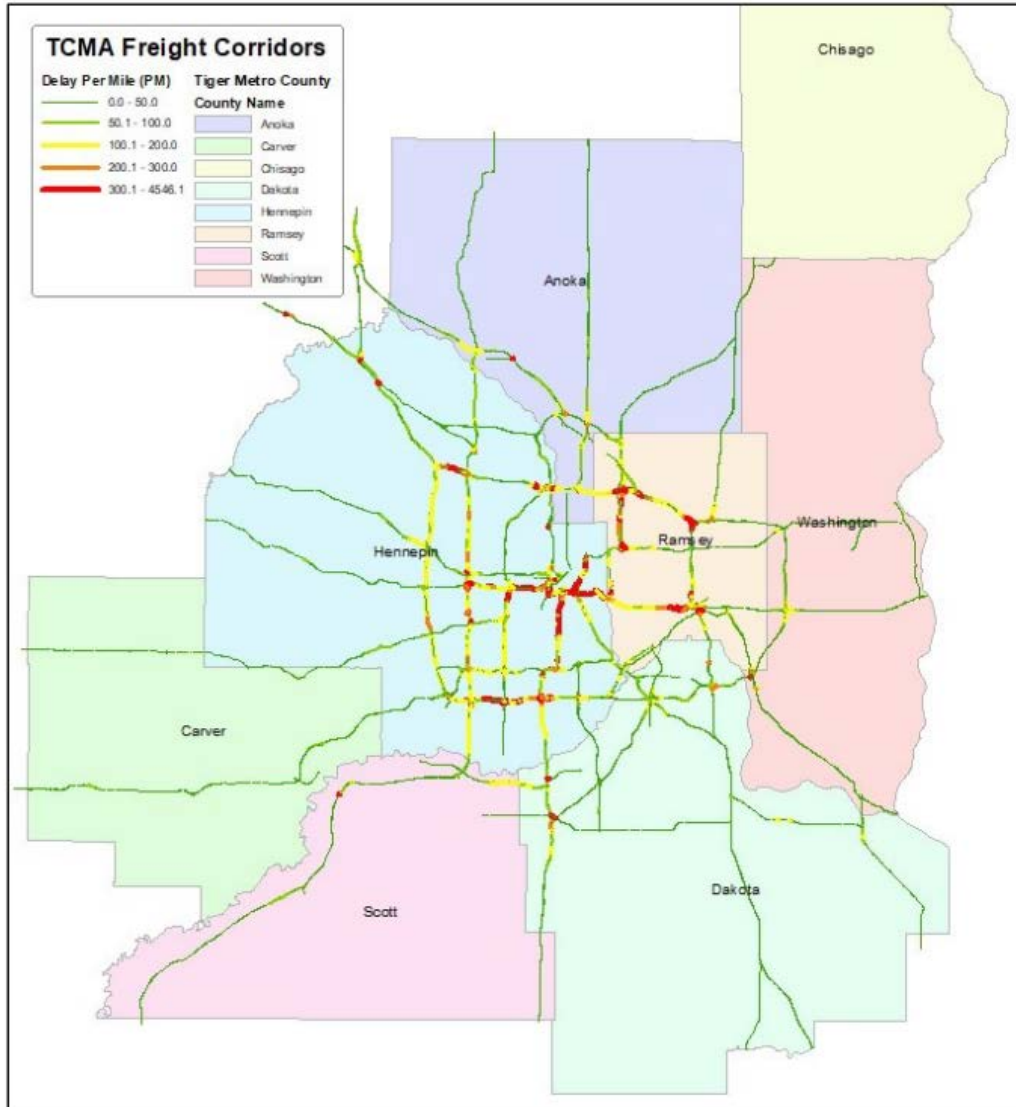 TCMA Freight Corridors
Delay Per Mile (PM)
0.0 - 50.0
50.1 - 100.0
100.1 - 200.0
200.1 - 300.0
300.1 - 4546.1
Tiger Metro County
County Name
Anoka
Carver
Chisago
Dakota
Hennepin
Ramsey
Scott
Washington
Chisago
Anoka
Washington
Ramsey
Hennepin
Carver
Dakota
Scott